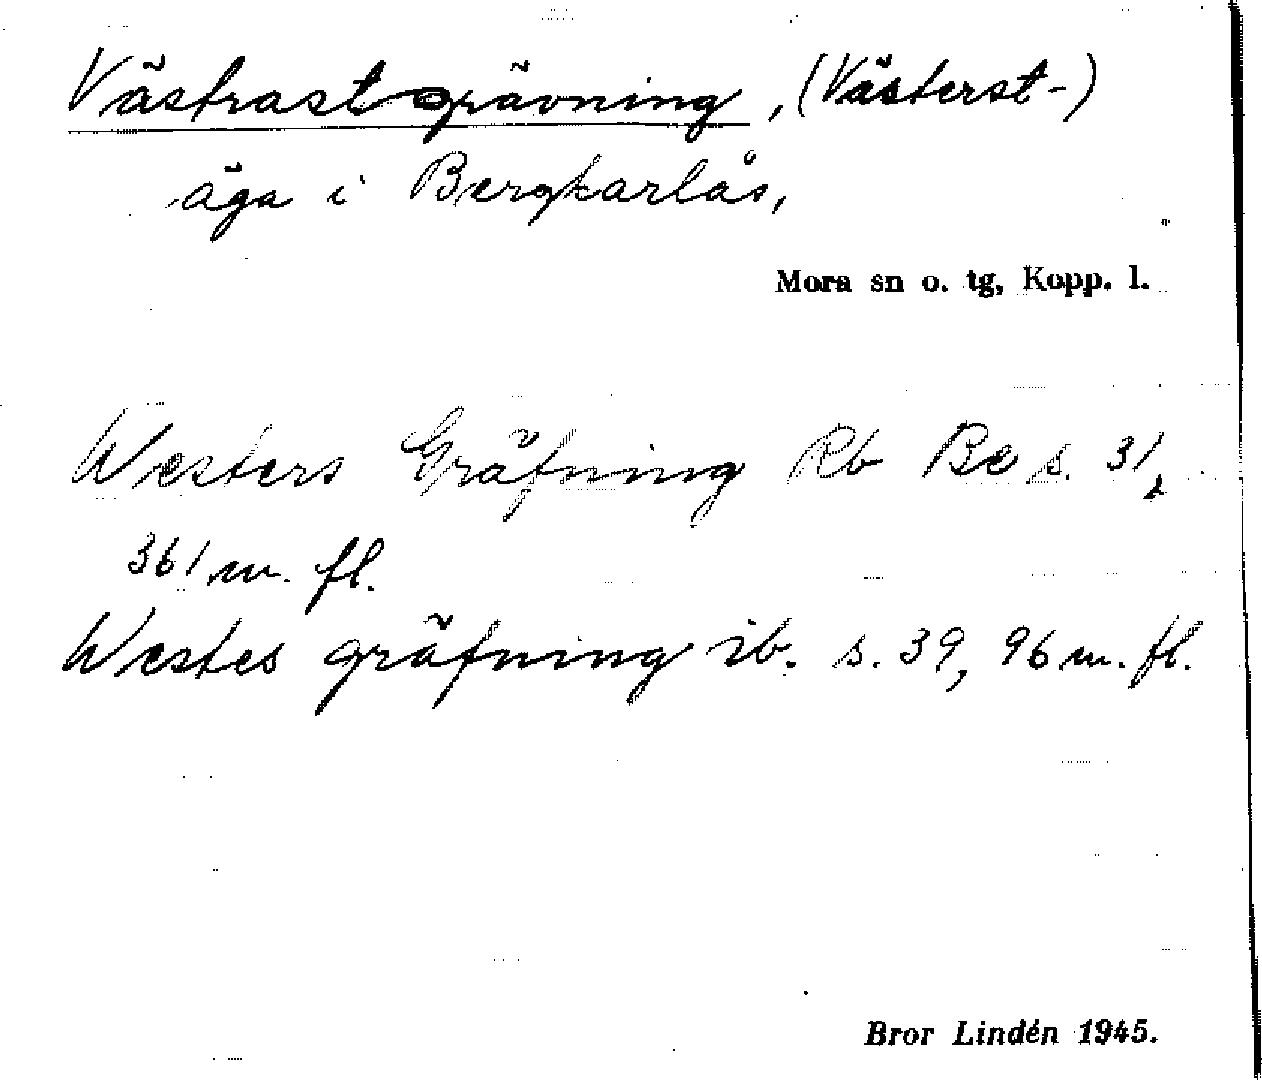 Västrastgrävning, (Västerst-)
äga i Bergkarlås,
Mora sn o. tg, Kopp. l.
Westers Gräfning Rb Be s. 31,
361 m. fl.
Westes gräfning ib. s. 39, 96 m. fl.
Bror Lindén 1945.